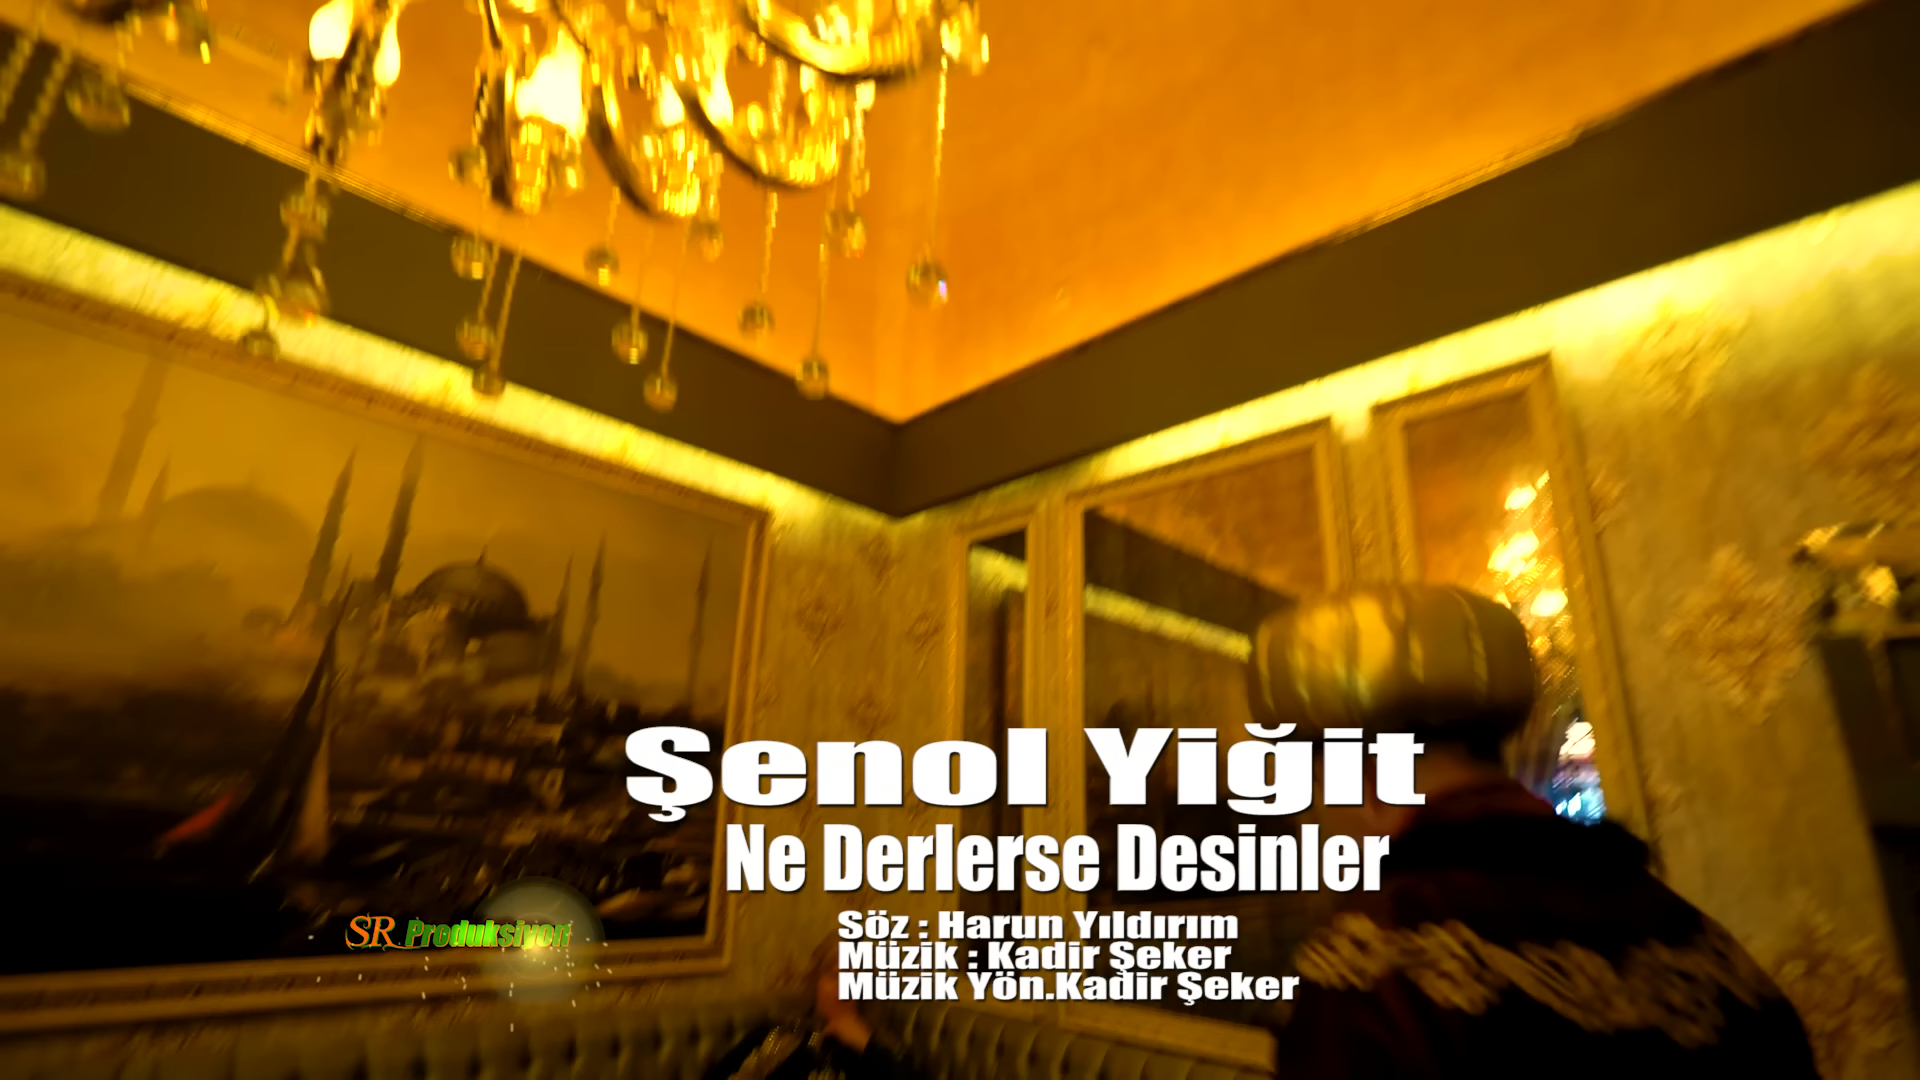 Şenol Yiğit
Ne Derlerse Desinler
Söz : Harun Yıldırım
Müzik : Kadir Şeker
Müzik Yön.Kadir Şeker
SR Produksiyon